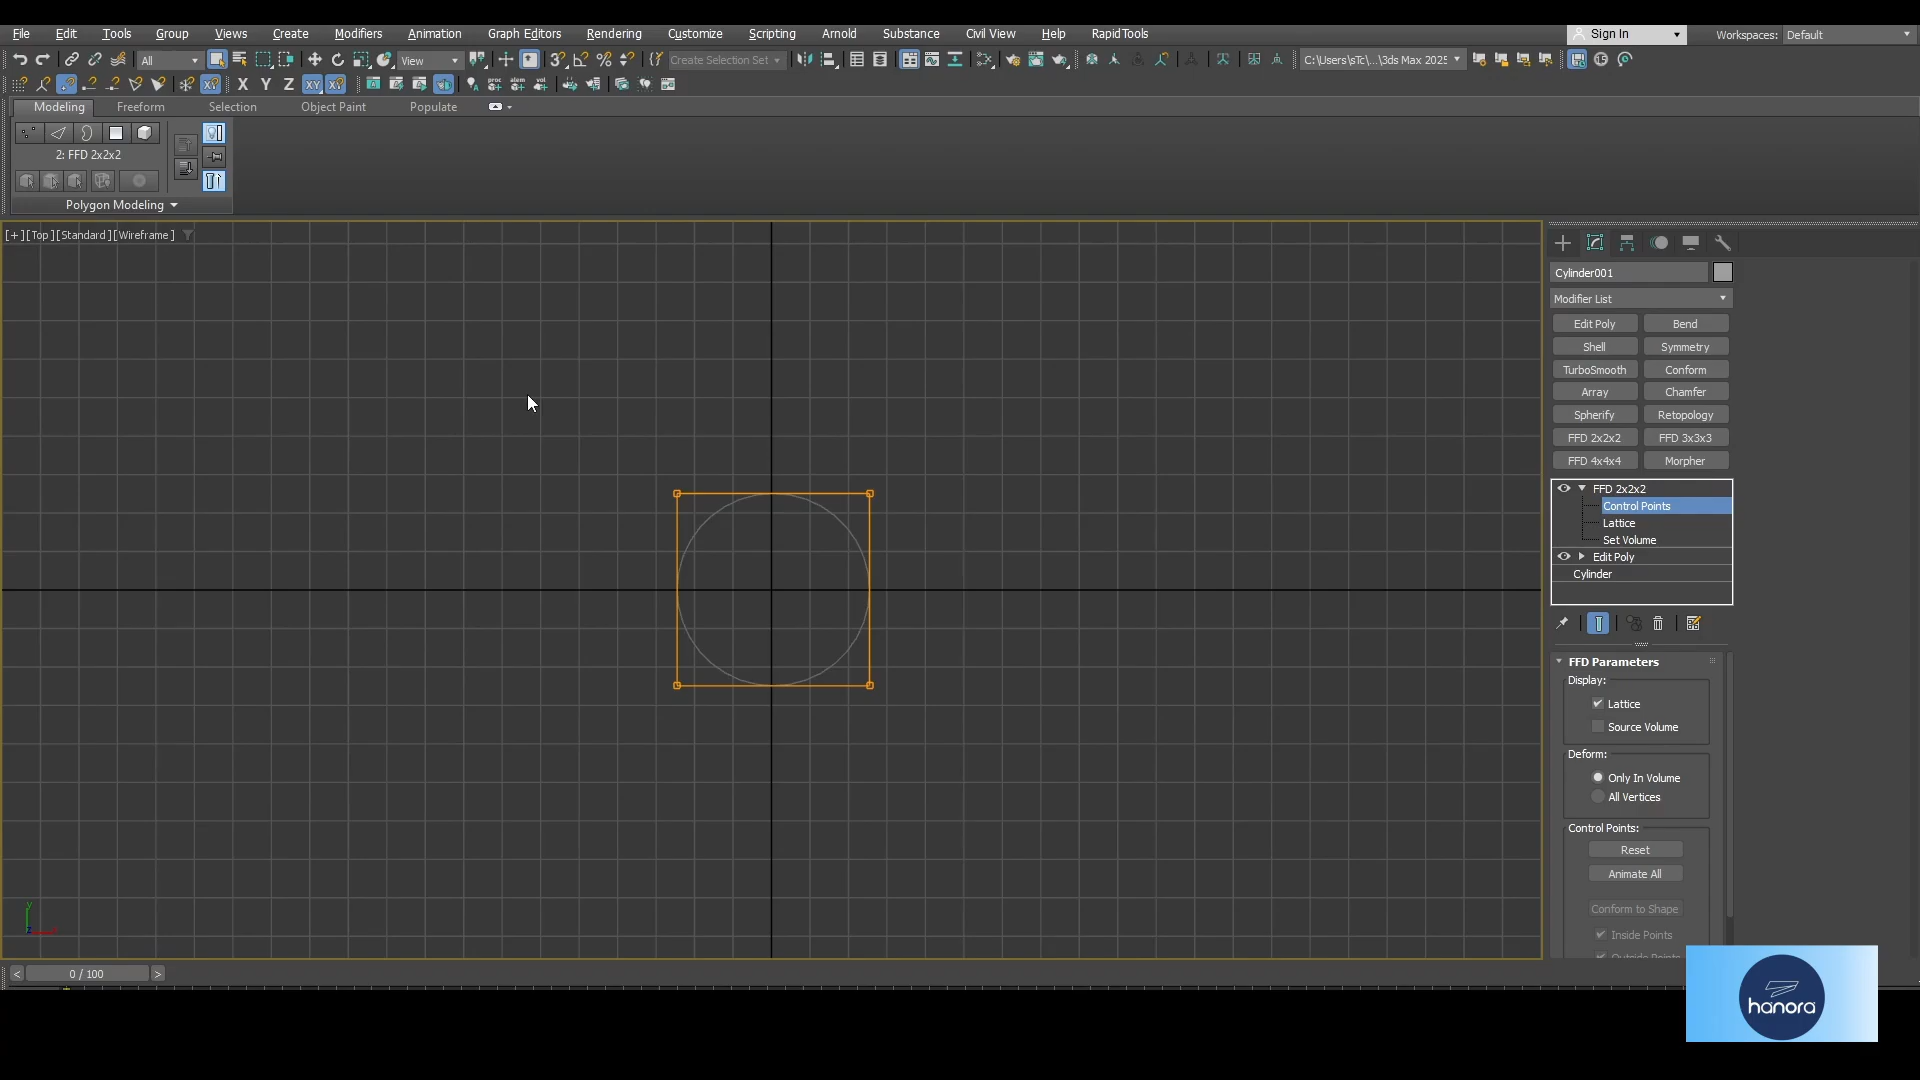 File Edit Tools Group Views Create Modifiers Animation Graph Editors Rendering Customize Scripting Arnold Substance Civil View Help RapidTools Sign In Workspaces: Default
All View Create Selection Set C:\Users\sTc\...\3ds Max 2025
X Y Z XY XP
Modeling Freeform Selection Object Paint Populate
2: FFD 2x2x2
Polygon Modeling
[+] [Top] [Standard] [Wireframe]
Cylinder001
Modifier List
Edit Poly Bend
Shell Symmetry
TurboSmooth Conform
Array Chamfer
Spherify Retopology
FFD 2x2x2 FFD 3x3x3
FFD 4x4x4 Morpher
FFD 2x2x2
Control Points
Lattice
Set Volume
Edit Poly
Cylinder
FFD Parameters
Display:
Lattice
Source Volume
Deform:
Only In Volume
All Vertices
Control Points:
Reset
Animate All
Conform to Shape
Inside Points
y
0 / 100
hanora